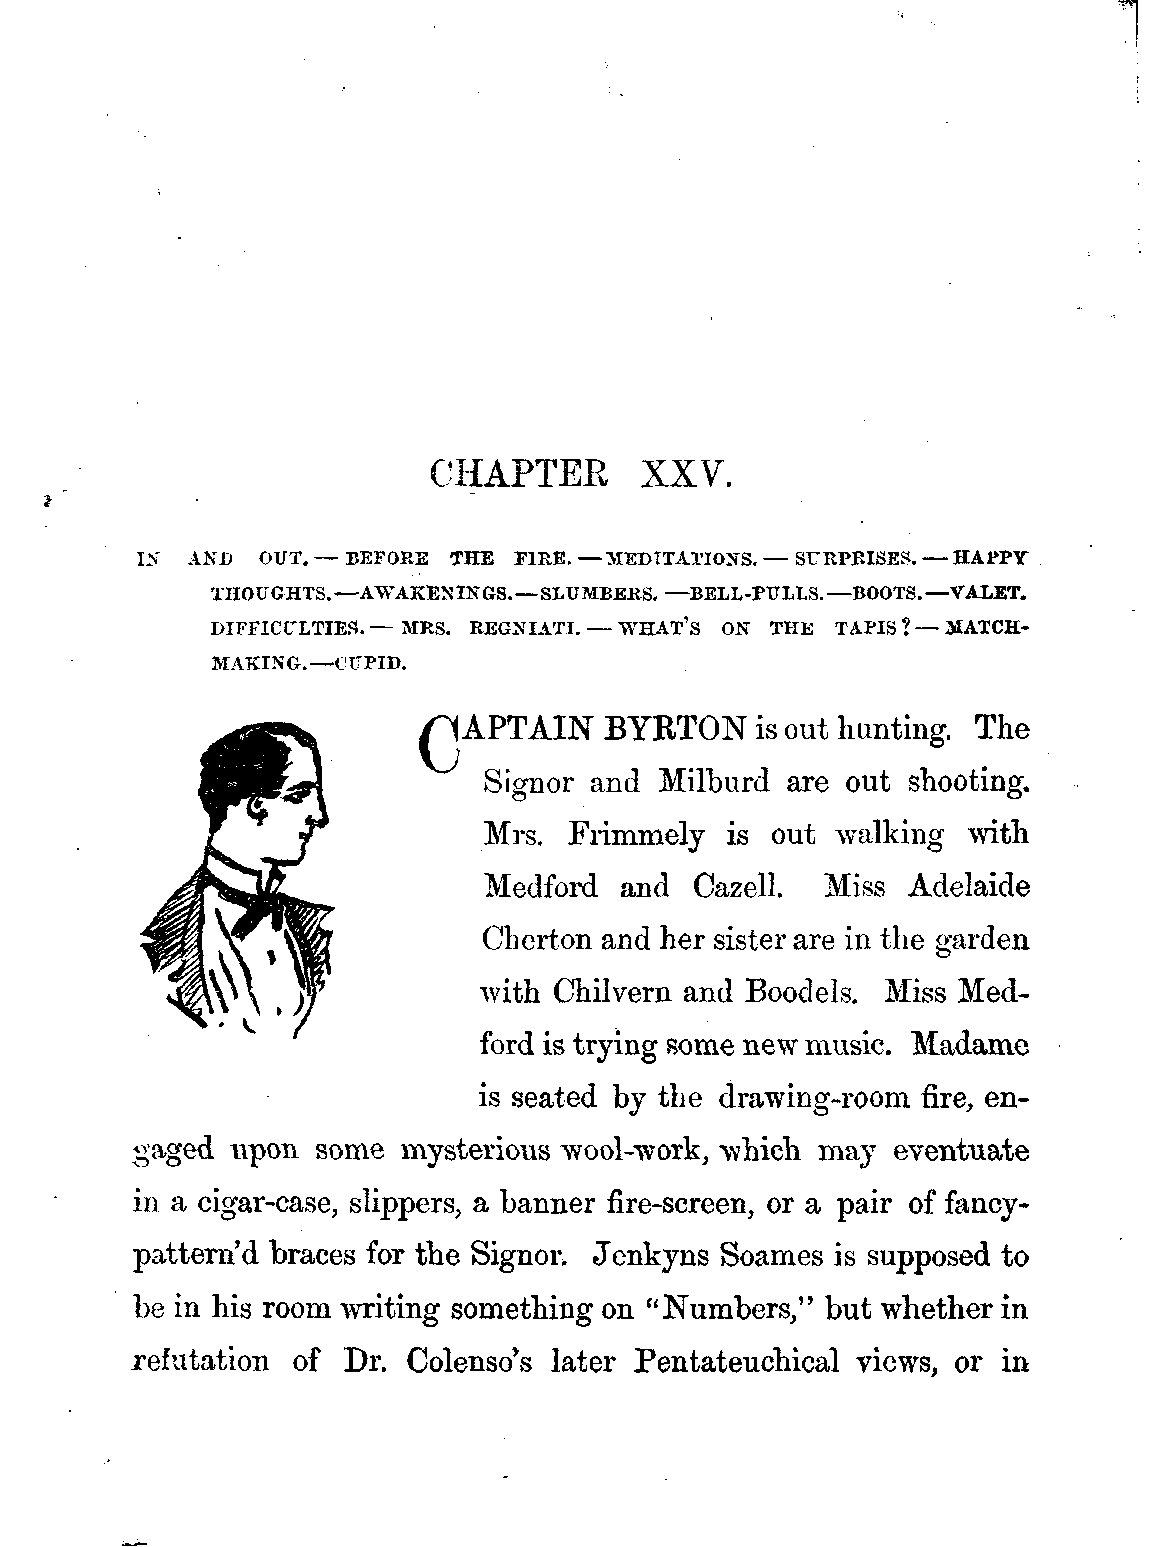 CHAPTER XXV.
IN AND OUT. — BEFORE THE FIRE. — MEDITATIONS. — SURPRISES. — HAPPY
THOUGHTS.—AWAKENINGS.—SLUMBERS. —BELL-PULLS.—BOOTS.—VALET.
DIFFICULTIES. — MRS. REGNIATI. — WHAT'S ON THE TAPIS? — MATCH-
MAKING.—CUPID.
CAPTAIN BYRTON is out hunting. The
Signor and Milburd are out shooting.
Mrs. Frimmely is out walking with
Medford and Cazell. Miss Adelaide
Cherton and her sister are in the garden
with Chilvern and Boodels. Miss Med-
ford is trying some new music. Madame
is seated by the drawing-room fire, en-
gaged upon some mysterious wool-work, which may eventuate
in a cigar-case, slippers, a banner fire-screen, or a pair of fancy-
pattern'd braces for the Signor. Jenkyns Soames is supposed to
be in his room writing something on "Numbers," but whether in
refutation of Dr. Colenso's later Pentateuchical views, or in